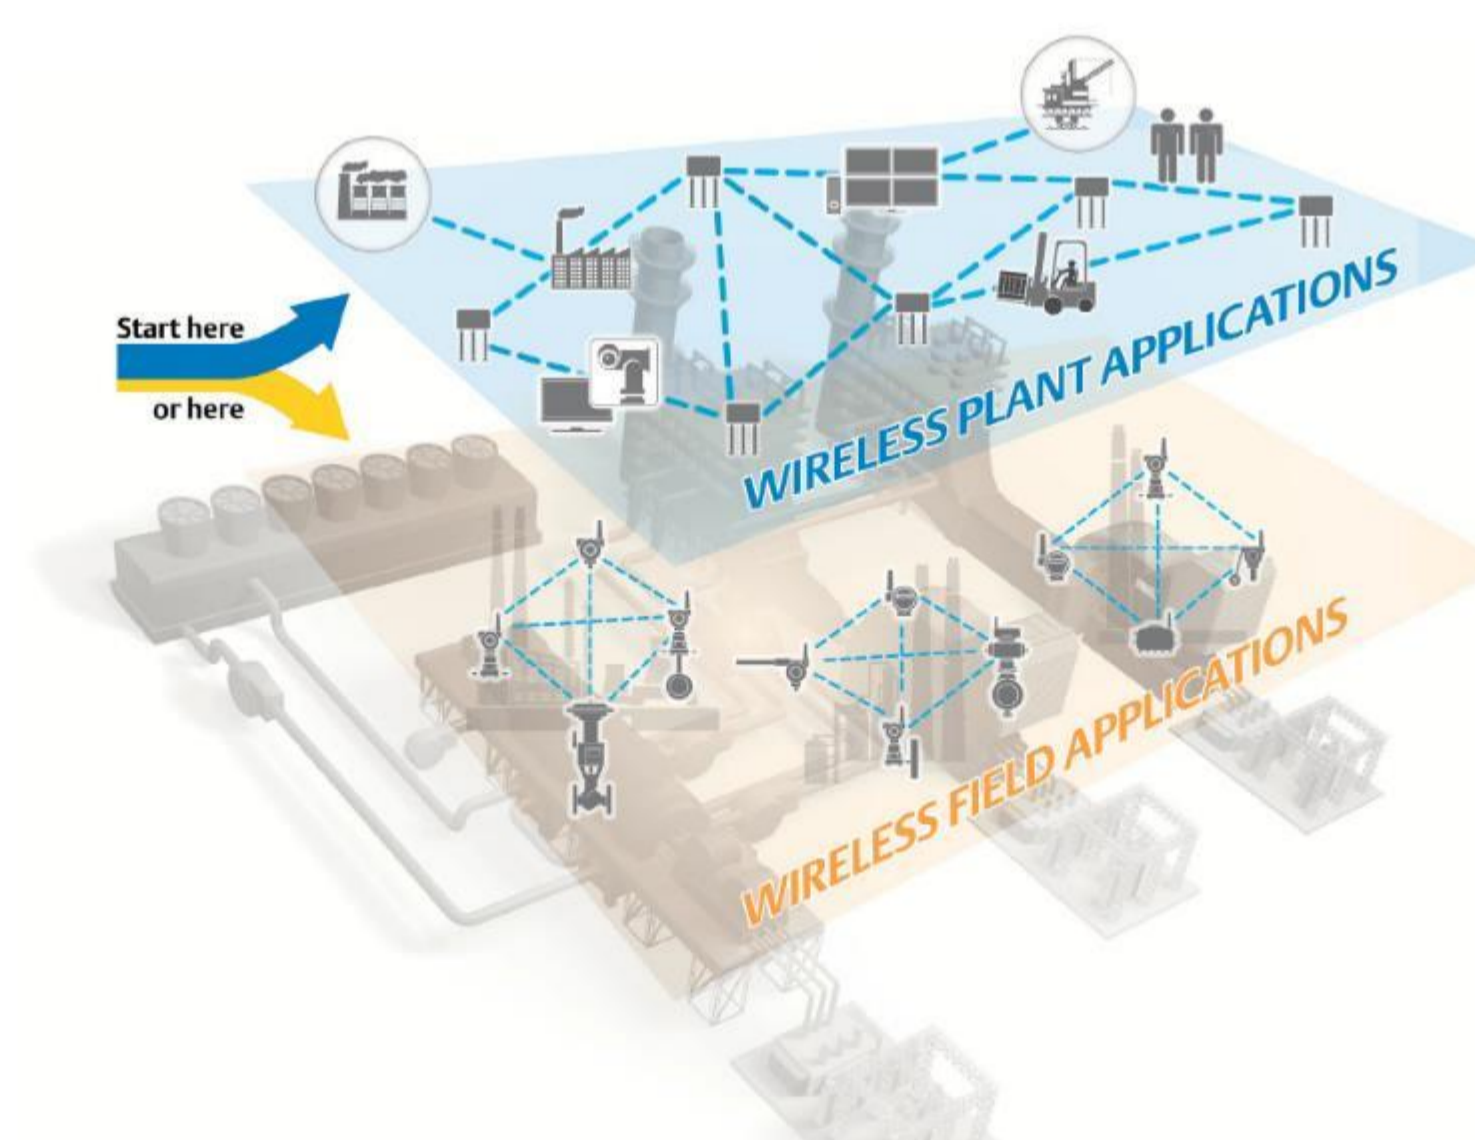 Start here
or here
WIRELESS PLANT APPLICATIONS
WIRELESS FIELD APPLICATIONS